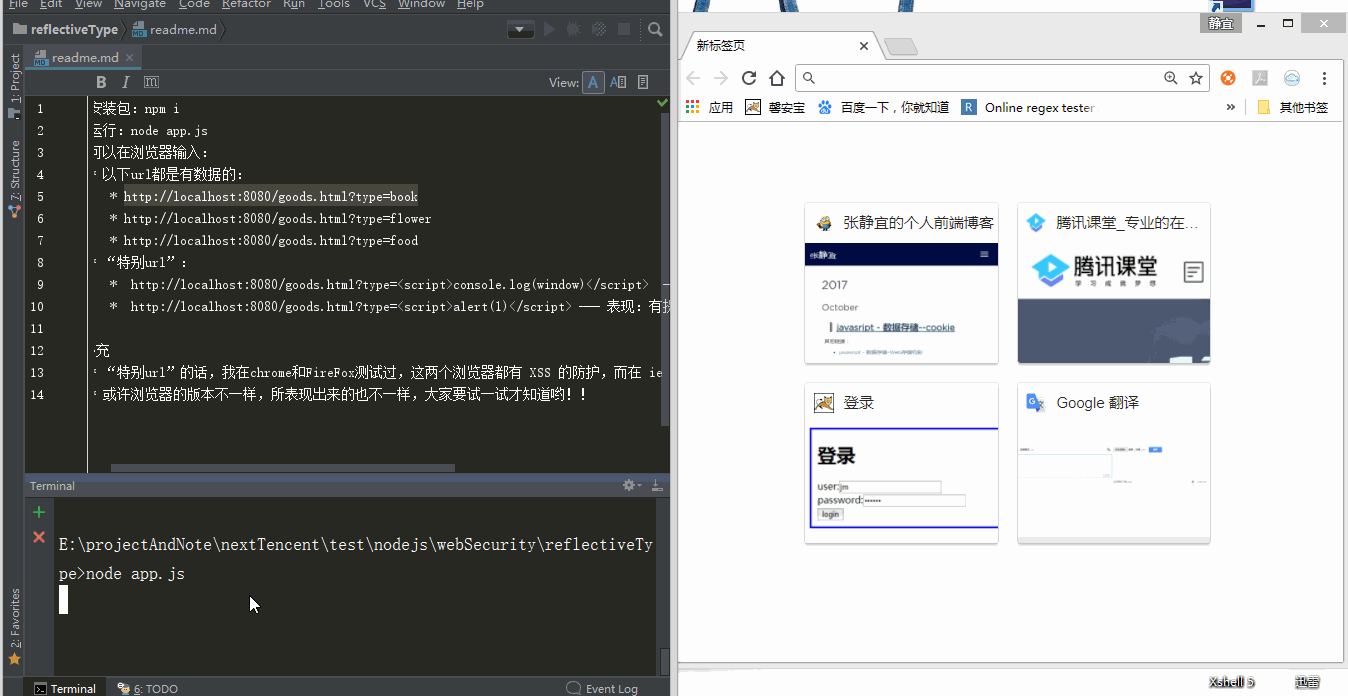 File Edit View Navigate Code Refactor Run Tools VCS Window Help
reflectiveType readme.md
readme.md
View:
1: Project
7: Structure
2: Favorites
1 安装包：npm i
2 运行：node app.js
3 可以在浏览器输入：
4 以下url都是有数据的：
5 * http://localhost:8080/goods.html?type=book
6 * http://localhost:8080/goods.html?type=flower
7 * http://localhost:8080/goods.html?type=food
8 “特别url”：
9 * http://localhost:8080/goods.html?type=<script>console.log(window)</script>
10 * http://localhost:8080/goods.html?type=<script>alert(1)</script> —— 表现：有
11
12 充
13 “特别url”的话，我在chrome和FireFox测试过，这两个浏览器都有 XSS 的防护，而在 ie
14 或许浏览器的版本不一样，所表现出来的也不一样，大家要试一试才知道哟！！
Terminal
E:\projectAndNote\nextTencent\test\nodejs\webSecurity\reflectiveTy
pe>node app.js
Terminal 6: TODO Event Log
静宜
新标签页
应用 馨安宝 百度一下，你就知道 R Online regex tester » 其他书签
张静宜的个人前端博客
张静宜
2017
October
javasript - 数据存储--cookie
腾讯课堂_专业的在...
腾讯课堂
学习成就梦想
登录
登录
user:jm
password:••••••
login
Google 翻译
Xshell 5 迅雷